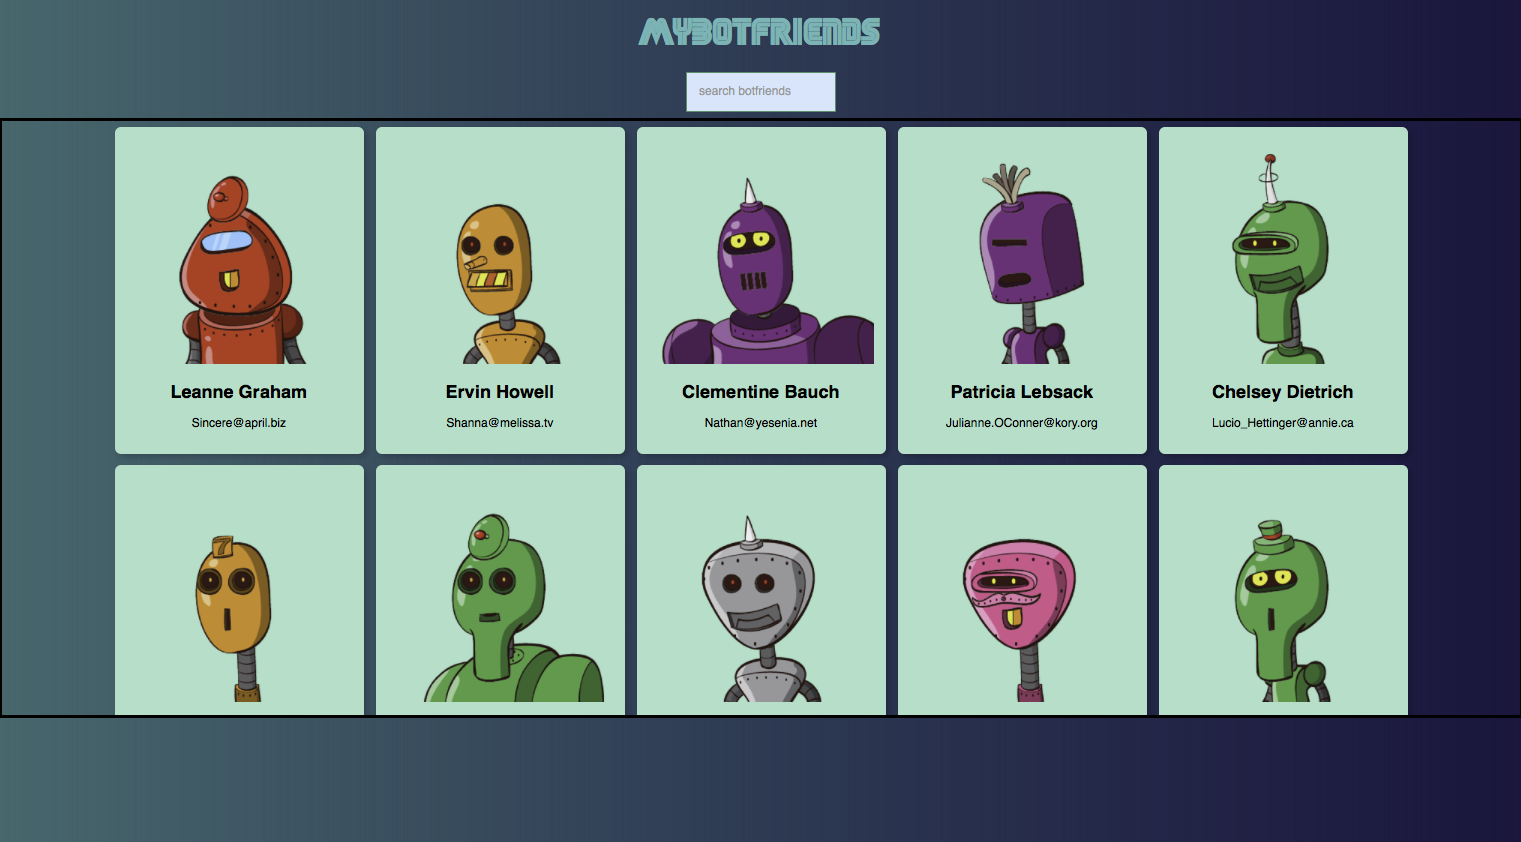 MYBOTFRIENDS
search botfriends
Leanne Graham
Sincere@april.biz
Ervin Howell
Shanna@melissa.tv
Clementine Bauch
Nathan@yesenia.net
Patricia Lebsack
Julianne.OConner@kory.org
Chelsey Dietrich
Lucio_Hettinger@annie.ca
7